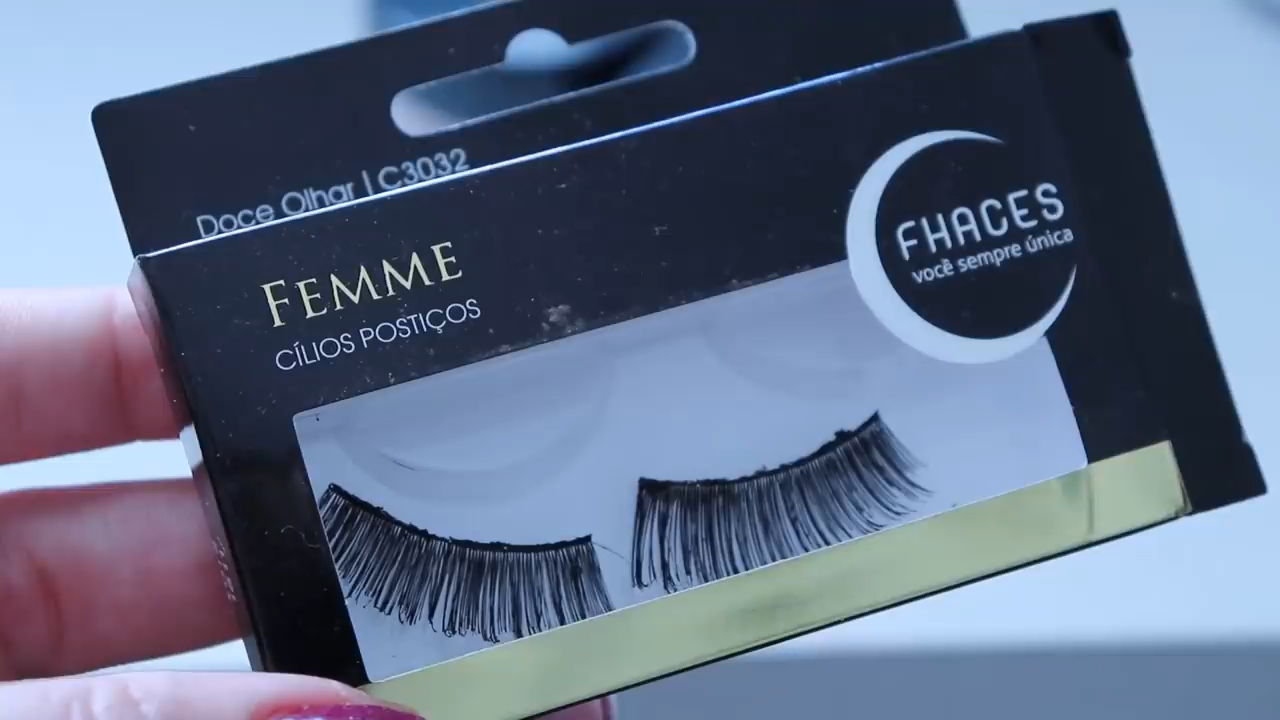 Doce Olhar | C3032
FEMME
CÍLIOS POSTIÇOS
FHACES
você sempre única